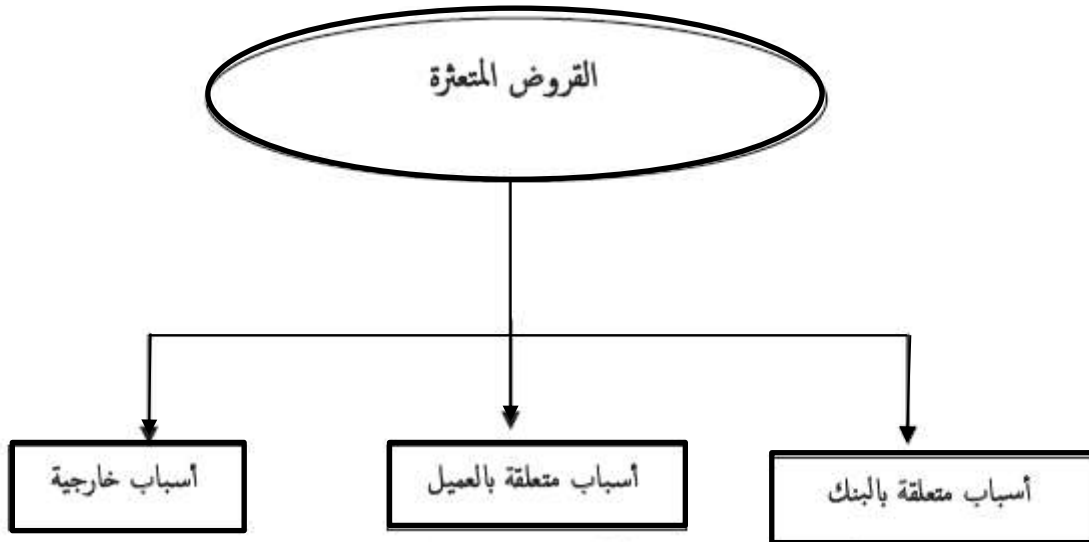 القروض المتعثرة
أسباب متعلقة بالبنك
أسباب متعلقة بالعميل
أسباب خارجية